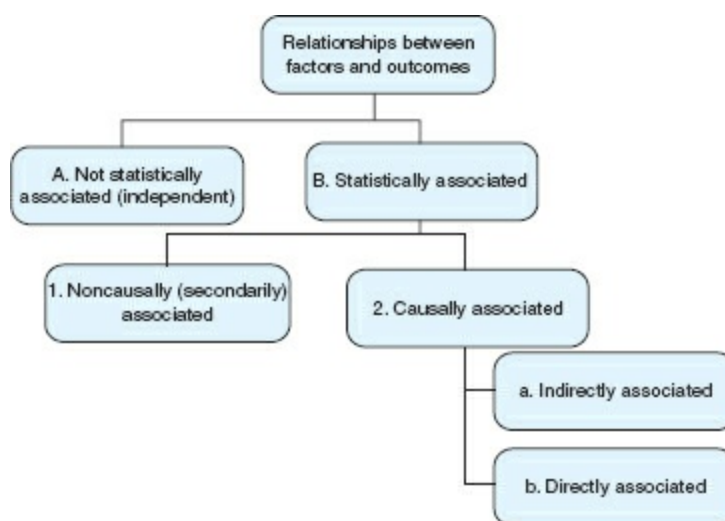 Relationships between
factors and outcomes
A. Not statistically
associated (independent)
B. Statistically associated
1. Noncausally (secondarily)
associated
2. Causally associated
a. Indirectly associated
b. Directly associated